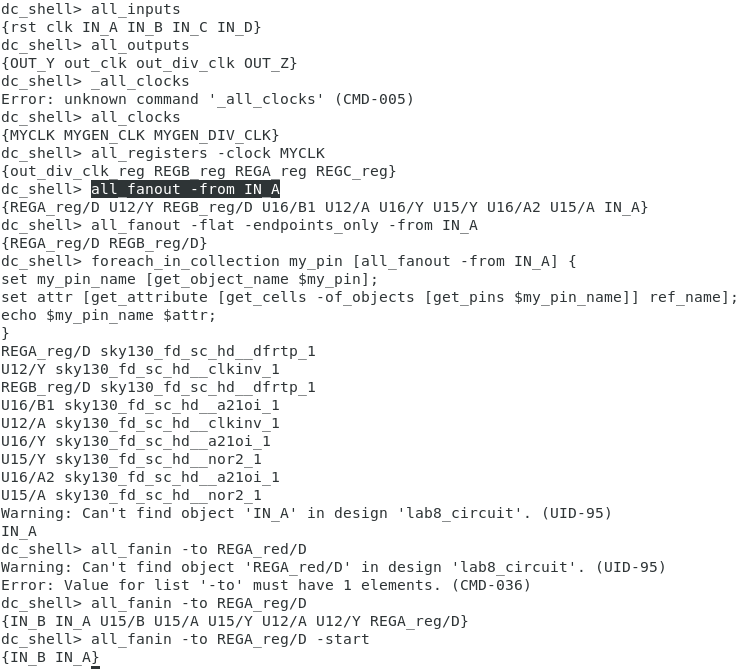 dc_shell> all_inputs
{rst clk IN_A IN_B IN_C IN_D}
dc_shell> all_outputs
{OUT_Y out_clk out_div_clk OUT_Z}
dc_shell> _all_clocks
Error: unknown command '_all_clocks' (CMD-005)
dc_shell> all_clocks
{MYCLK MYGEN_CLK MYGEN_DIV_CLK}
dc_shell> all_registers -clock MYCLK
{out_div_clk_reg REGB_reg REGA_reg REGC_reg}
dc_shell> all_fanout -from IN_A
{REGA_reg/D U12/Y REGB_reg/D U16/B1 U12/A U16/Y U15/Y U16/A2 U15/A IN_A}
dc_shell> all_fanout -flat -endpoints_only -from IN_A
{REGA_reg/D REGB_reg/D}
dc_shell> foreach_in_collection my_pin [all_fanout -from IN_A] {
set my_pin_name [get_object_name $my_pin];
set attr [get_attribute [get_cells -of_objects [get_pins $my_pin_name]] ref_name];
echo $my_pin_name $attr;
}
REGA_reg/D sky130_fd_sc_hd__dfrtp_1
U12/Y sky130_fd_sc_hd__clkinv_1
REGB_reg/D sky130_fd_sc_hd__dfrtp_1
U16/B1 sky130_fd_sc_hd__a21oi_1
U12/A sky130_fd_sc_hd__clkinv_1
U16/Y sky130_fd_sc_hd__a21oi_1
U15/Y sky130_fd_sc_hd__nor2_1
U16/A2 sky130_fd_sc_hd__a21oi_1
U15/A sky130_fd_sc_hd__nor2_1
Warning: Can't find object 'IN_A' in design 'lab8_circuit'. (UID-95)
IN_A
dc_shell> all_fanin -to REGA_red/D
Warning: Can't find object 'REGA_red/D' in design 'lab8_circuit'. (UID-95)
Error: Value for list '-to' must have 1 elements. (CMD-036)
dc_shell> all_fanin -to REGA_reg/D
{IN_B IN_A U15/B U15/A U15/Y U12/A U12/Y REGA_reg/D}
dc_shell> all_fanin -to REGA_reg/D -start
{IN_B IN_A}